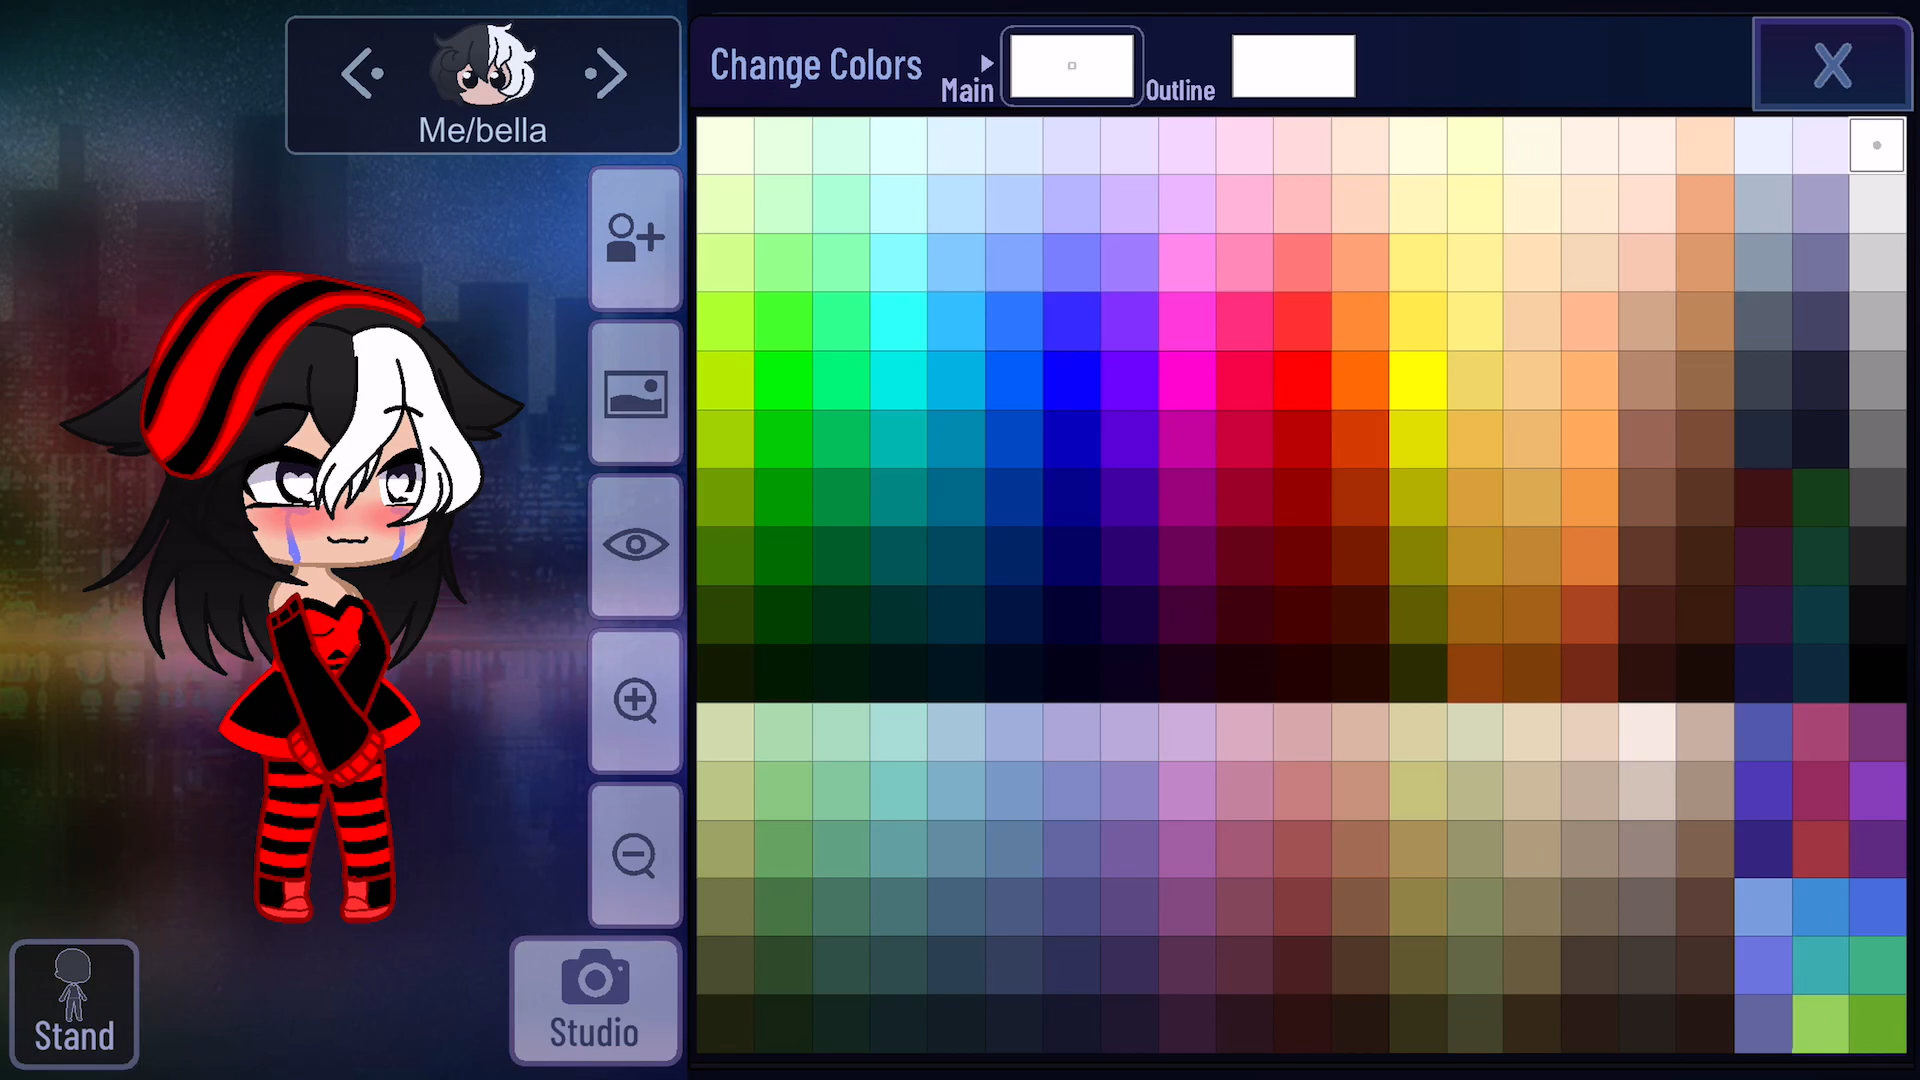 Me/bella
Change Colors
Main
Outline
X
Stand
Studio